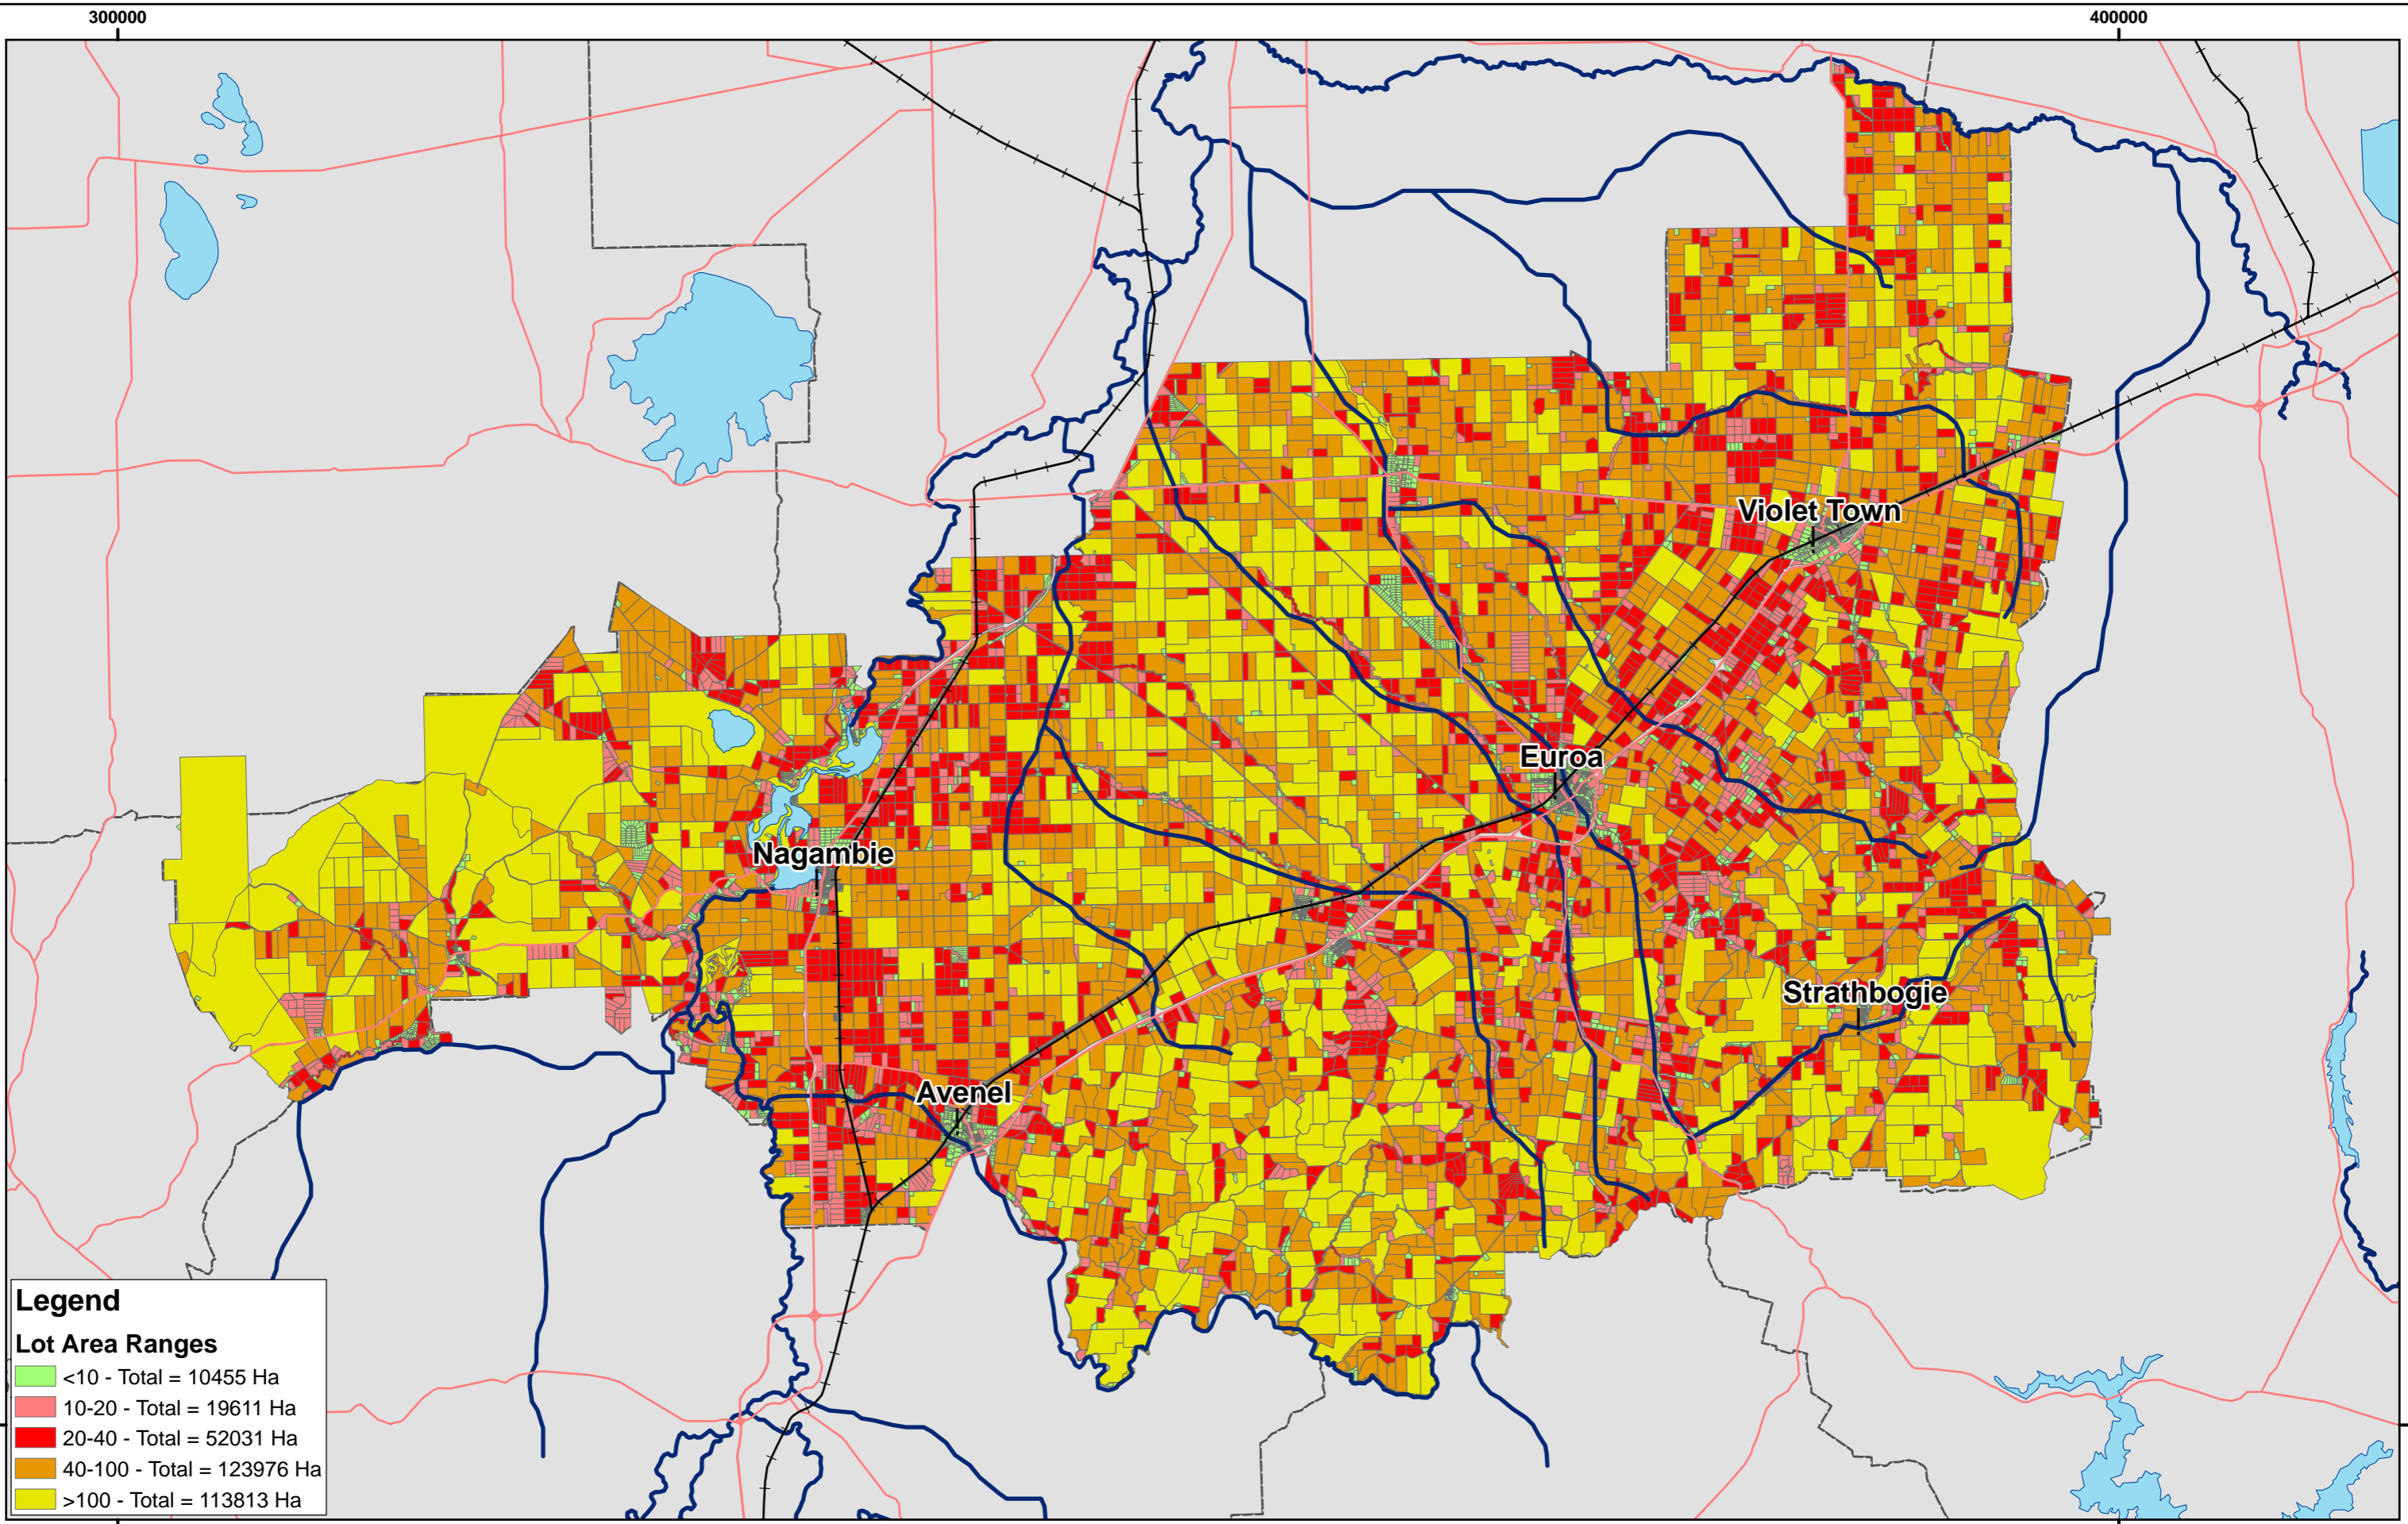 300000
400000
Violet Town
Euroa
Nagambie
Strathbogie
Avenel
Legend
Lot Area Ranges
<10 - Total = 10455 Ha
10-20 - Total = 19611 Ha
20-40 - Total = 52031 Ha
40-100 - Total = 123976 Ha
>100 - Total = 113813 Ha